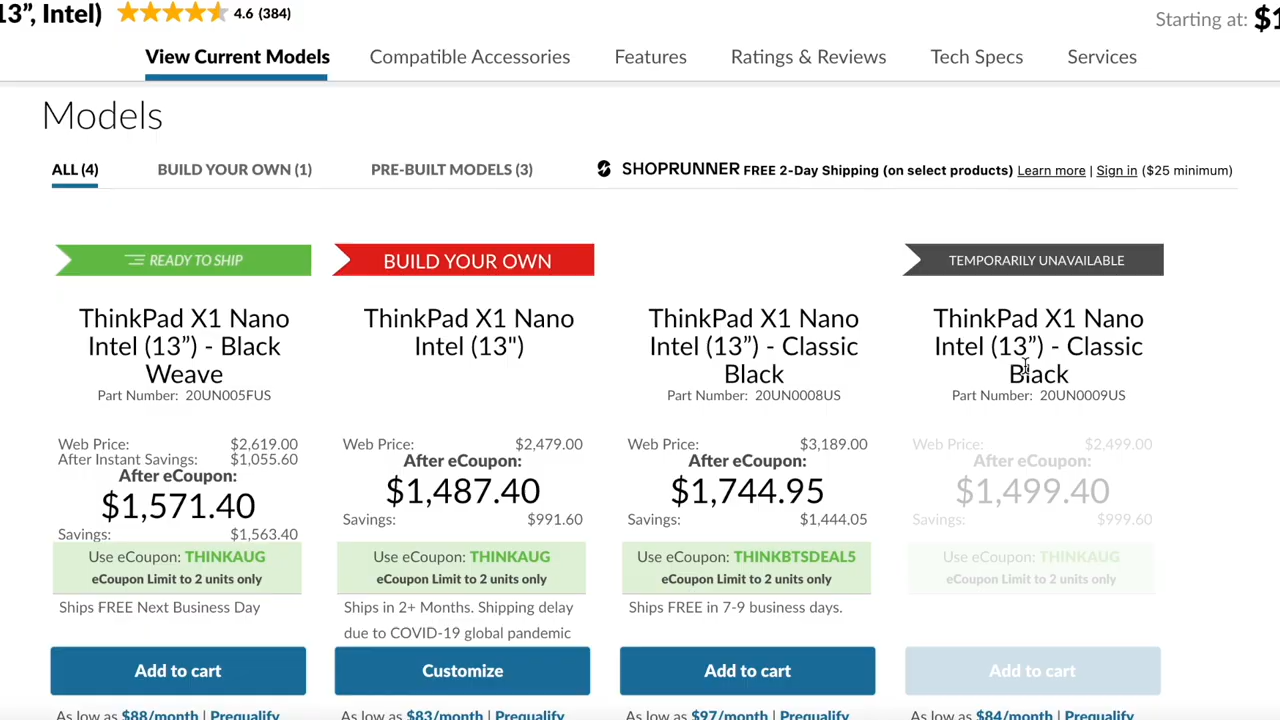 13”, Intel) 4.6 (384) Starting at: $1
View Current Models Compatible Accessories Features Ratings & Reviews Tech Specs Services
Models
ALL (4) BUILD YOUR OWN (1) PRE-BUILT MODELS (3) SHOPRUNNER FREE 2-Day Shipping (on select products) Learn more | Sign in ($25 minimum)
READY TO SHIP
ThinkPad X1 Nano
Intel (13”) - Black
Weave
Part Number: 20UN005FUS
Web Price: $2,619.00
After Instant Savings: $1,055.60
After eCoupon:
$1,571.40
Savings: $1,563.40
Use eCoupon: THINKAUG
eCoupon Limit to 2 units only
Ships FREE Next Business Day
Add to cart
As low as $88/month | Prequalify
BUILD YOUR OWN
ThinkPad X1 Nano
Intel (13")
Web Price: $2,479.00
After eCoupon:
$1,487.40
Savings: $991.60
Use eCoupon: THINKAUG
eCoupon Limit to 2 units only
Ships in 2+ Months. Shipping delay
due to COVID-19 global pandemic
Customize
As low as $83/month | Prequalify
ThinkPad X1 Nano
Intel (13”) - Classic
Black
Part Number: 20UN0008US
Web Price: $3,189.00
After eCoupon:
$1,744.95
Savings: $1,444.05
Use eCoupon: THINKBTSDEAL5
eCoupon Limit to 2 units only
Ships FREE in 7-9 business days.
Add to cart
As low as $97/month | Prequalify
TEMPORARILY UNAVAILABLE
ThinkPad X1 Nano
Intel (13”) - Classic
Black
Part Number: 20UN0009US
Web Price: $2,499.00
After eCoupon:
$1,499.40
Savings: $999.60
Use eCoupon: THINKAUG
eCoupon Limit to 2 units only
Add to cart
As low as $84/month | Prequalify